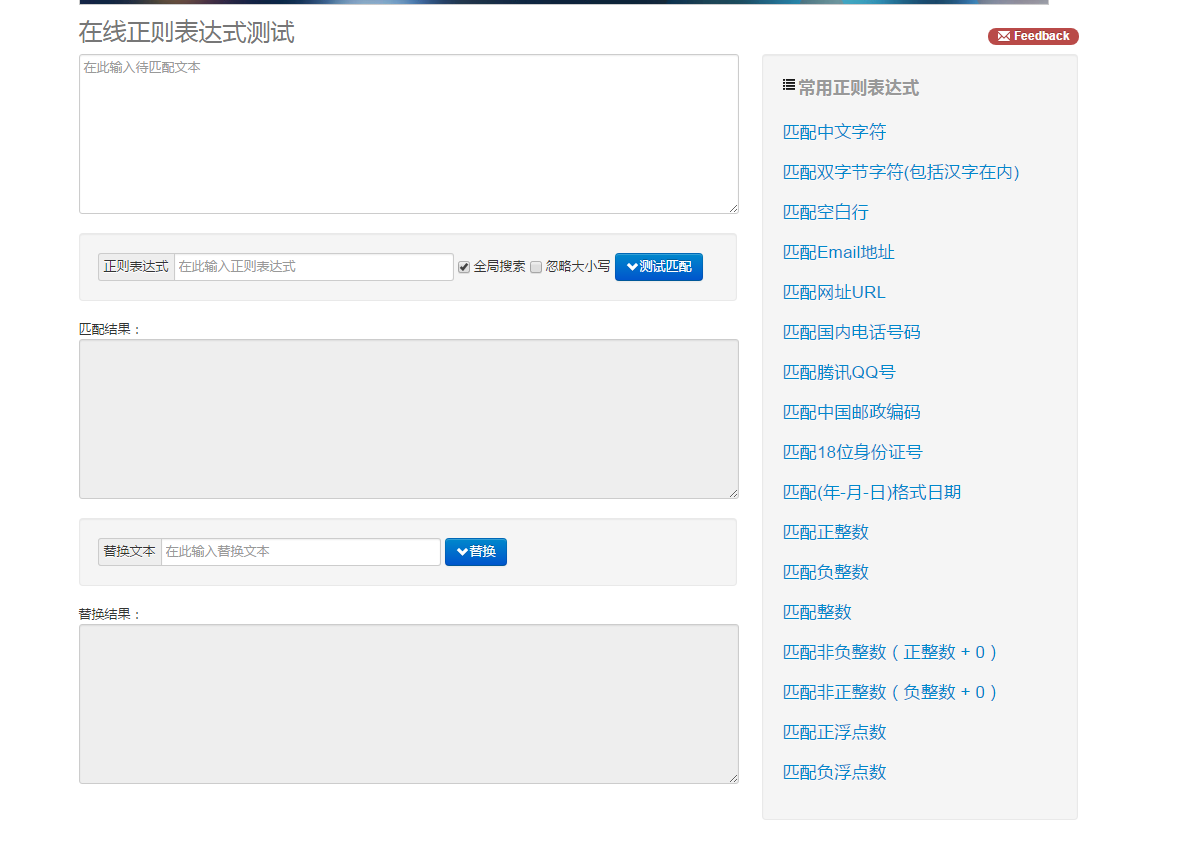 在线正则表达式测试
Feedback
在此输入待匹配文本
正则表达式 在此输入正则表达式 全局搜索 忽略大小写 测试匹配
匹配结果：
替换文本 在此输入替换文本 替换
替换结果：
常用正则表达式
匹配中文字符
匹配双字节字符(包括汉字在内)
匹配空白行
匹配Email地址
匹配网址URL
匹配国内电话号码
匹配腾讯QQ号
匹配中国邮政编码
匹配18位身份证号
匹配(年-月-日)格式日期
匹配正整数
匹配负整数
匹配整数
匹配非负整数（正整数 + 0）
匹配非正整数（负整数 + 0）
匹配正浮点数
匹配负浮点数